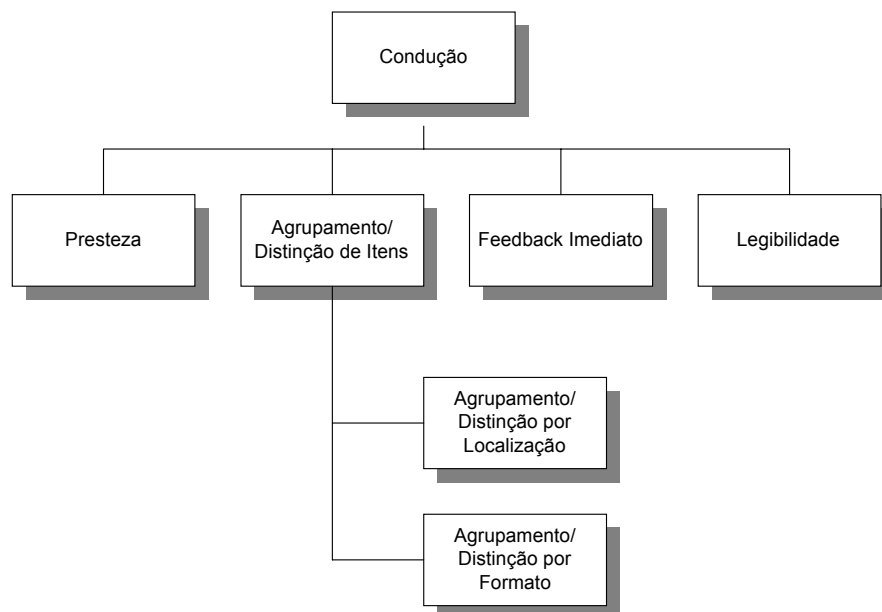 Condução
Presteza
Agrupamento/
Distinção de Itens
Feedback Imediato
Legibilidade
Agrupamento/
Distinção por
Localização
Agrupamento/
Distinção por
Formato